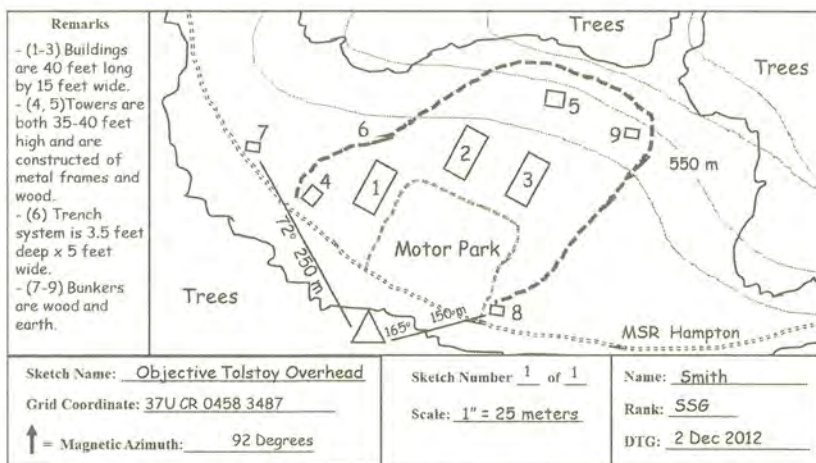 Remarks
- (1-3) Buildings
are 40 feet long
by 15 feet wide.
- (4, 5)Towers are
both 35-40 feet
high and are
constructed of
metal frames and
wood.
- (6) Trench
system is 3.5 feet
deep x 5 feet
wide.
- (7-9) Bunkers
are wood and
earth.
Trees
Trees
7
6
5
9
2
4
1
3
550 m
72° 250 m
Motor Park
Trees
165°
150 m
8
MSR Hampton
Sketch Name: Objective Tolstoy Overhead
Grid Coordinate: 37U CR 0458 3487
= Magnetic Azimuth: 92 Degrees
Sketch Number 1 of 1
Scale: 1" = 25 meters
Name: Smith
Rank: SSG
DTG: 2 Dec 2012